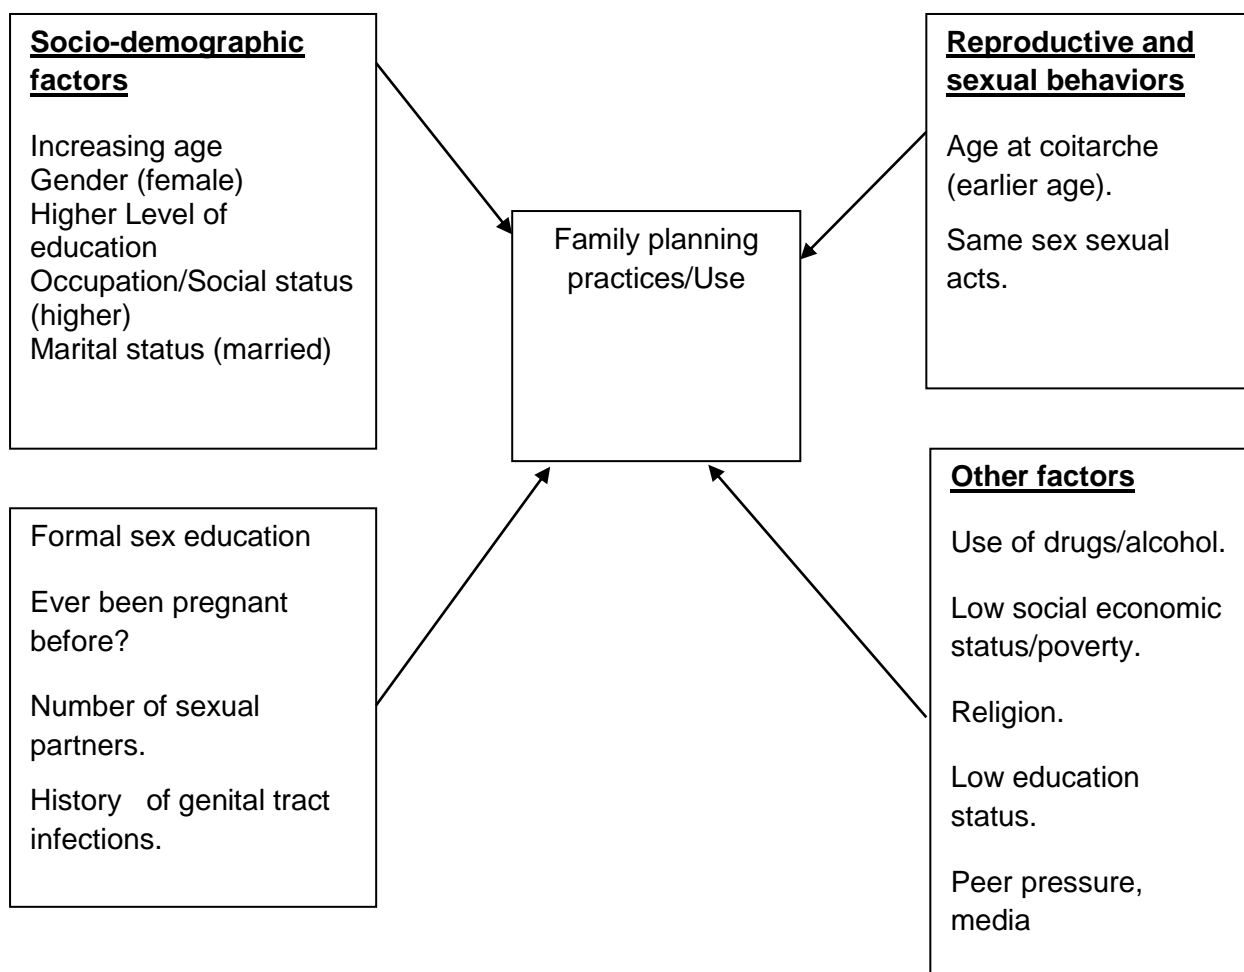 Socio-demographic
factors
Increasing age
Gender (female)
Higher Level of
education
Occupation/Social status
(higher)
Marital status (married)
Family planning
practices/Use
Reproductive and
sexual behaviors
Age at coitarche
(earlier age).
Same sex sexual
acts.
Formal sex education
Ever been pregnant
before?
Number of sexual
partners.
History of genital tract
infections.
Other factors
Use of drugs/alcohol.
Low social economic
status/poverty.
Religion.
Low education
status.
Peer pressure,
media